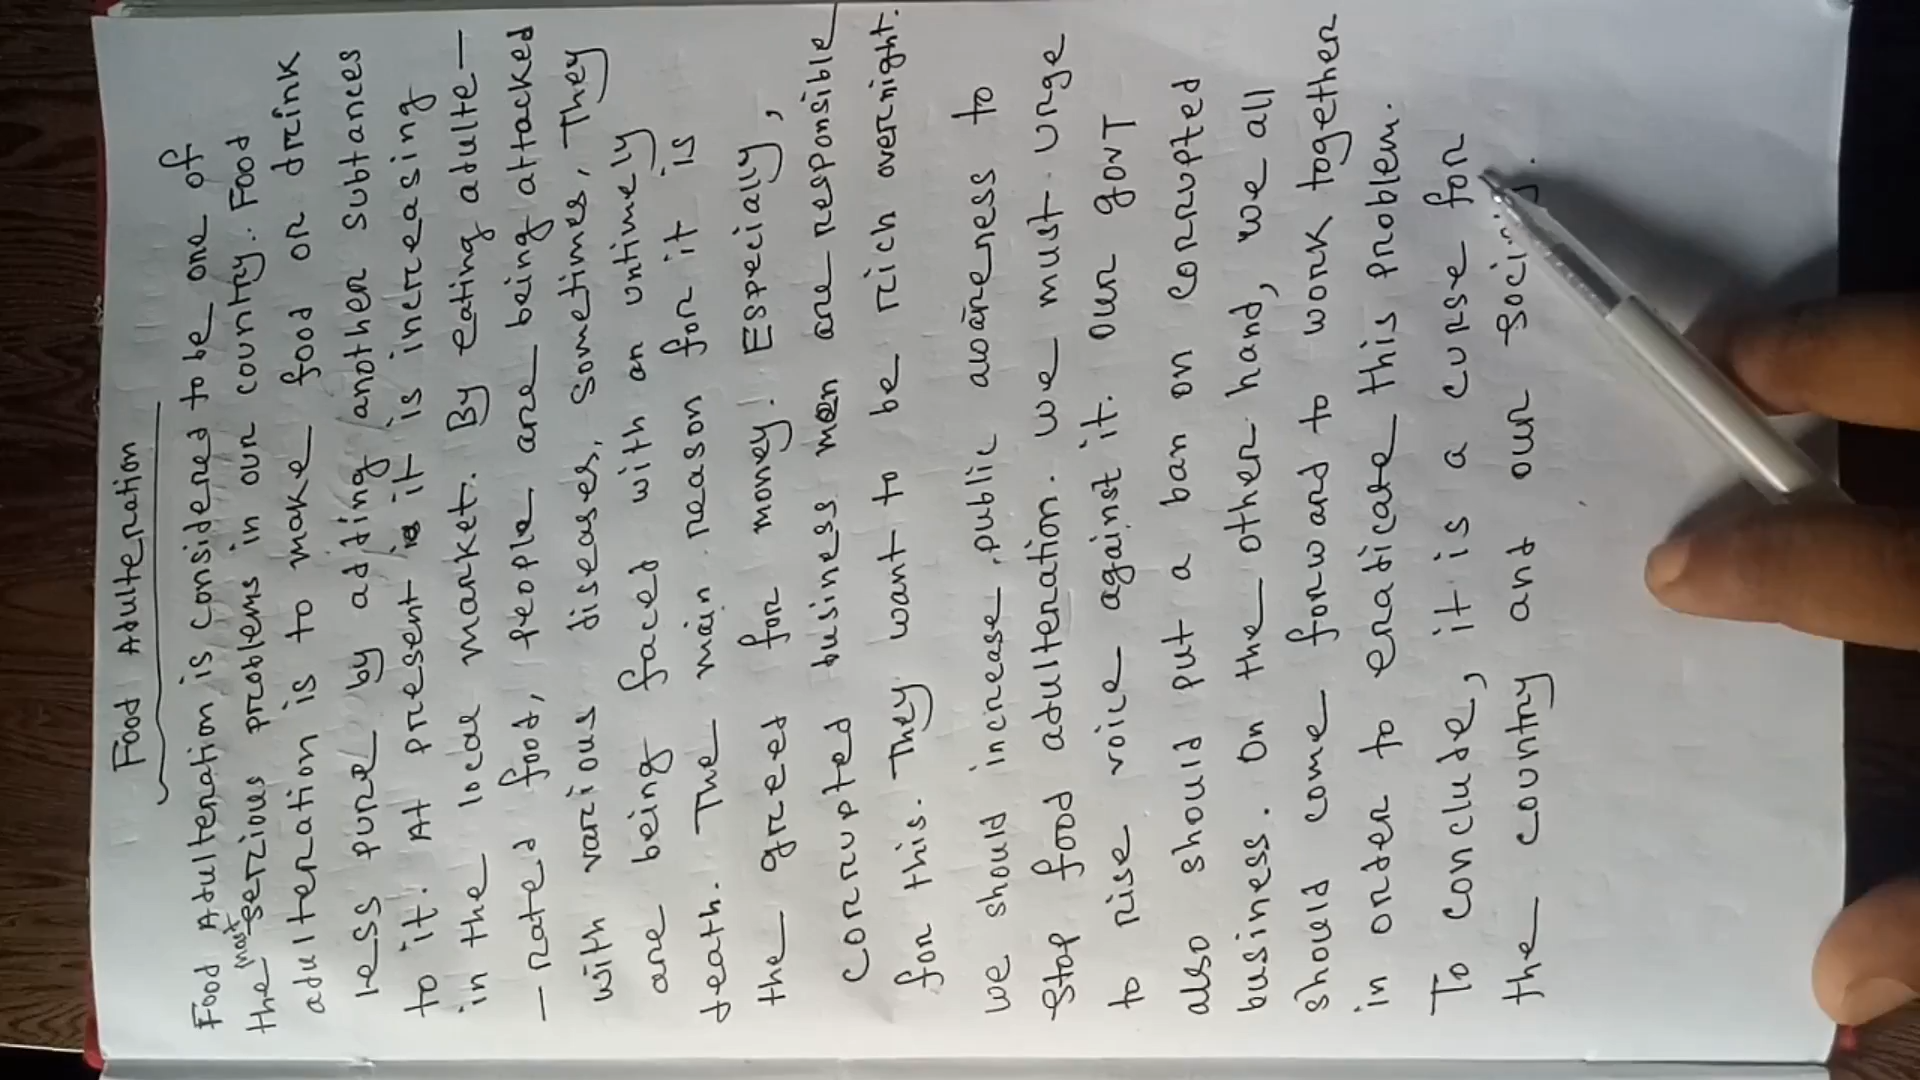 Food Adulteration
Food Adulteration is considered to be one of
the most serious problems in our country. Food
adulteration is to make food or drink
less pure by adding another subtances
to it. At present it is increasing
in the local market. By eating adulte-
-rated food, people are being attacked
with various diseases. Sometimes, They
are being faced with an untimely
death. The main reason for it is
the greed for money. Especially,
corrupted business men are responsible
for this. They want to be rich overnight.
we should increase public awareness to
stop food adulteration. we must urge
to rise voice against it. our govt
also should put a ban on corrupted
business. On the other hand, we all
should come forward to work together
in order to eradicate this problem.
To conclude, it is a curse for
the country and our